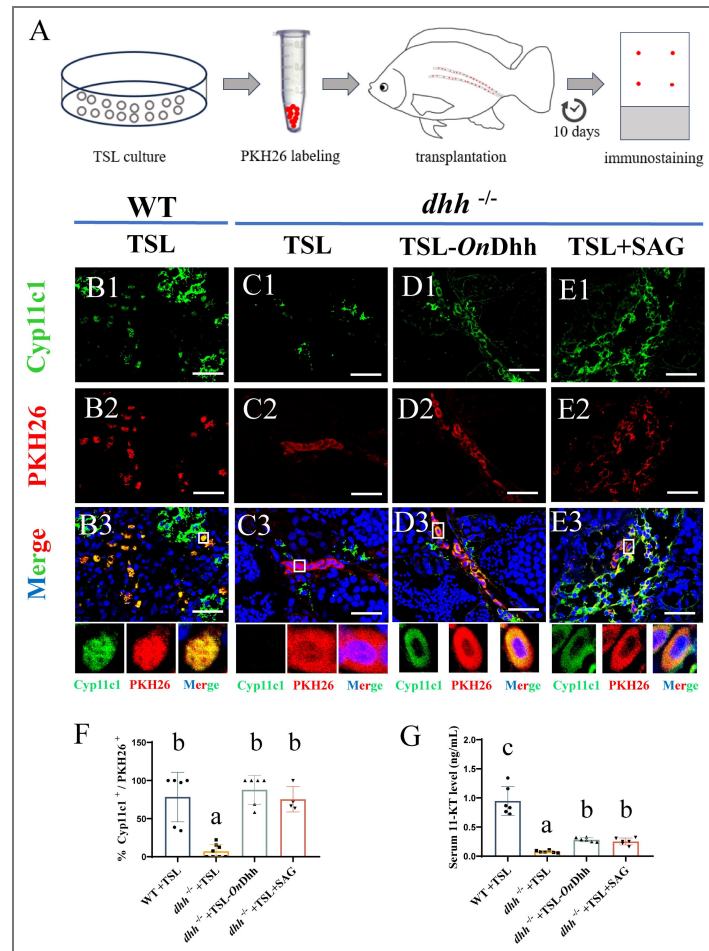 A
TSL culture
PKH26 labeling
transplantation
10 days
immunostaining
WT
dhh -/-
TSL
TSL
TSL-OnDhh
TSL+SAG
Cyp11c1
B1
C1
D1
E1
PKH26
B2
C2
D2
E2
Merge
B3
C3
D3
E3
Cyp11c1 PKH26 Merge
Cyp11c1 PKH26 Merge
Cyp11c1 PKH26 Merge
Cyp11c1 PKH26 Merge
F
% Cyp11c1 + / PKH26 +
150
100
50
0
b
a
b
b
WT +TSL
dhh -/- +TSL
dhh -/- +TSL-OnDhh
dhh -/- +TSL+SAG
G
Serum 11-KT level (ng/mL)
2.0
1.5
1.0
0.5
0.0
c
a
b
b
WT +TSL
dhh -/- +TSL
dhh -/- +TSL-OnDhh
dhh -/- +TSL+SAG